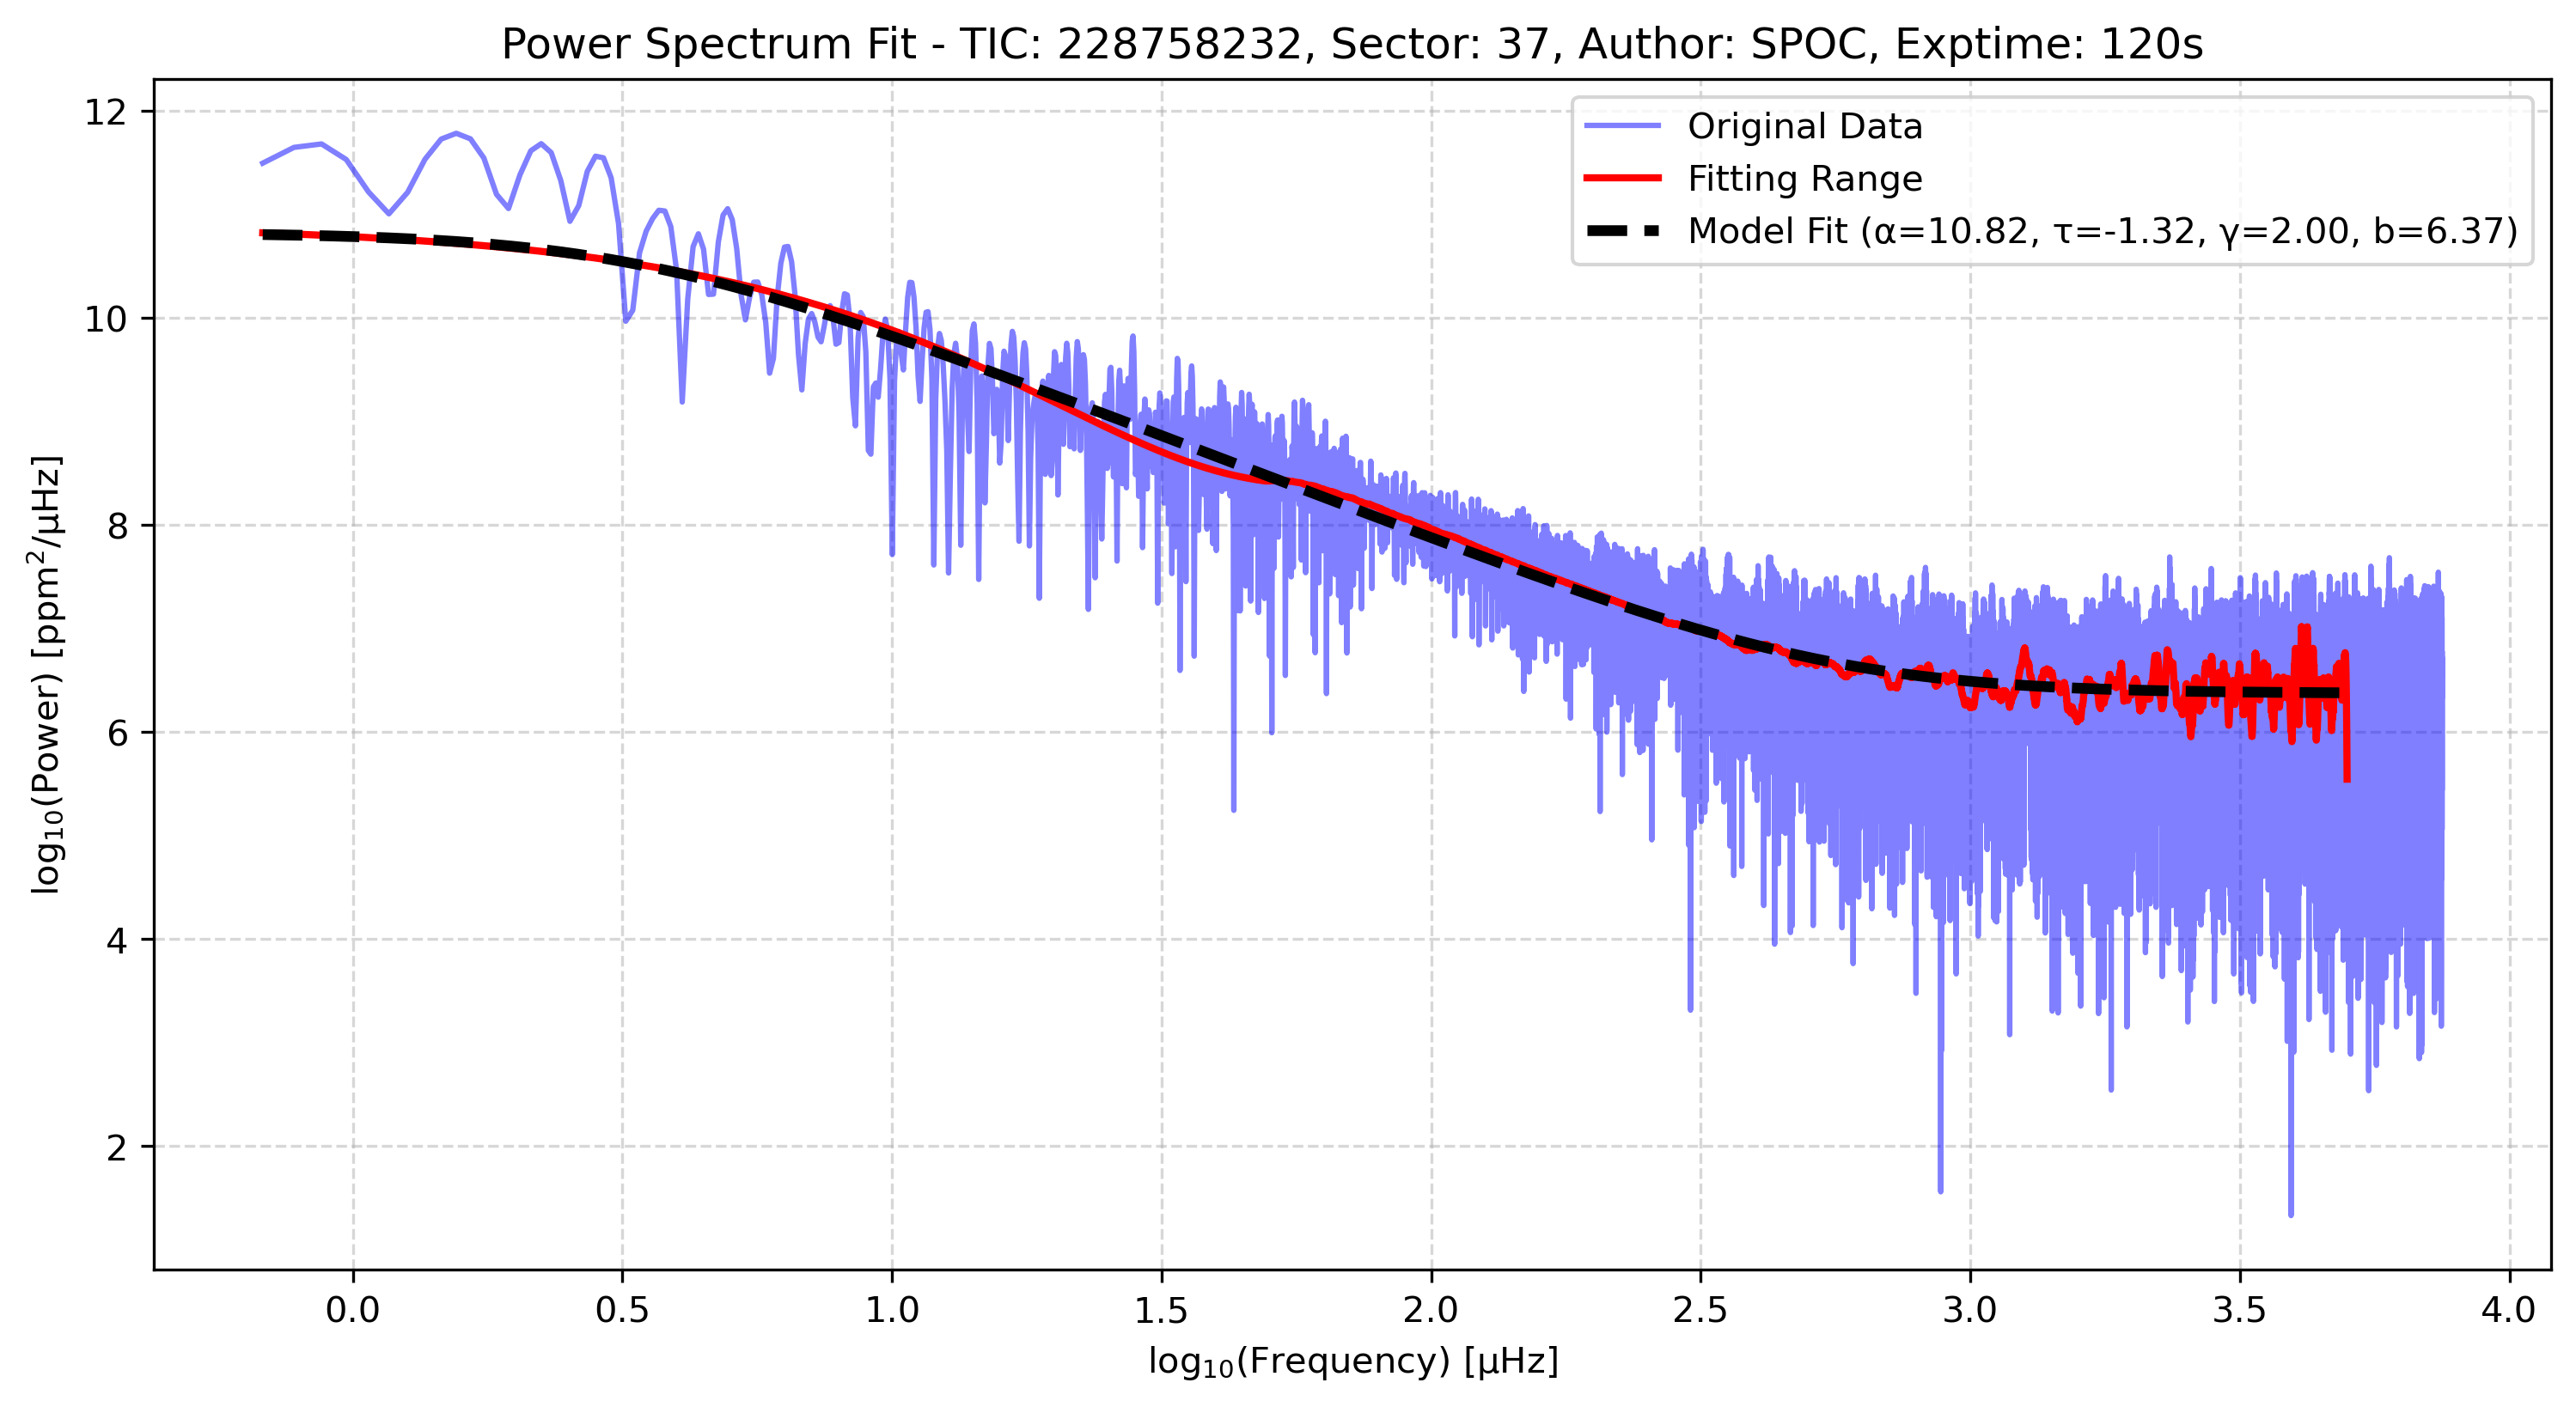 Power Spectrum Fit - TIC: 228758232, Sector: 37, Author: SPOC, Exptime: 120s
Original Data
Fitting Range
Model Fit (α=10.82, τ=-1.32, γ=2.00, b=6.37)
log₁₀(Power) [ppm²/μHz]
12
10
8
6
4
2
0.0 0.5 1.0 1.5 2.0 2.5 3.0 3.5 4.0
log₁₀(Frequency) [μHz]